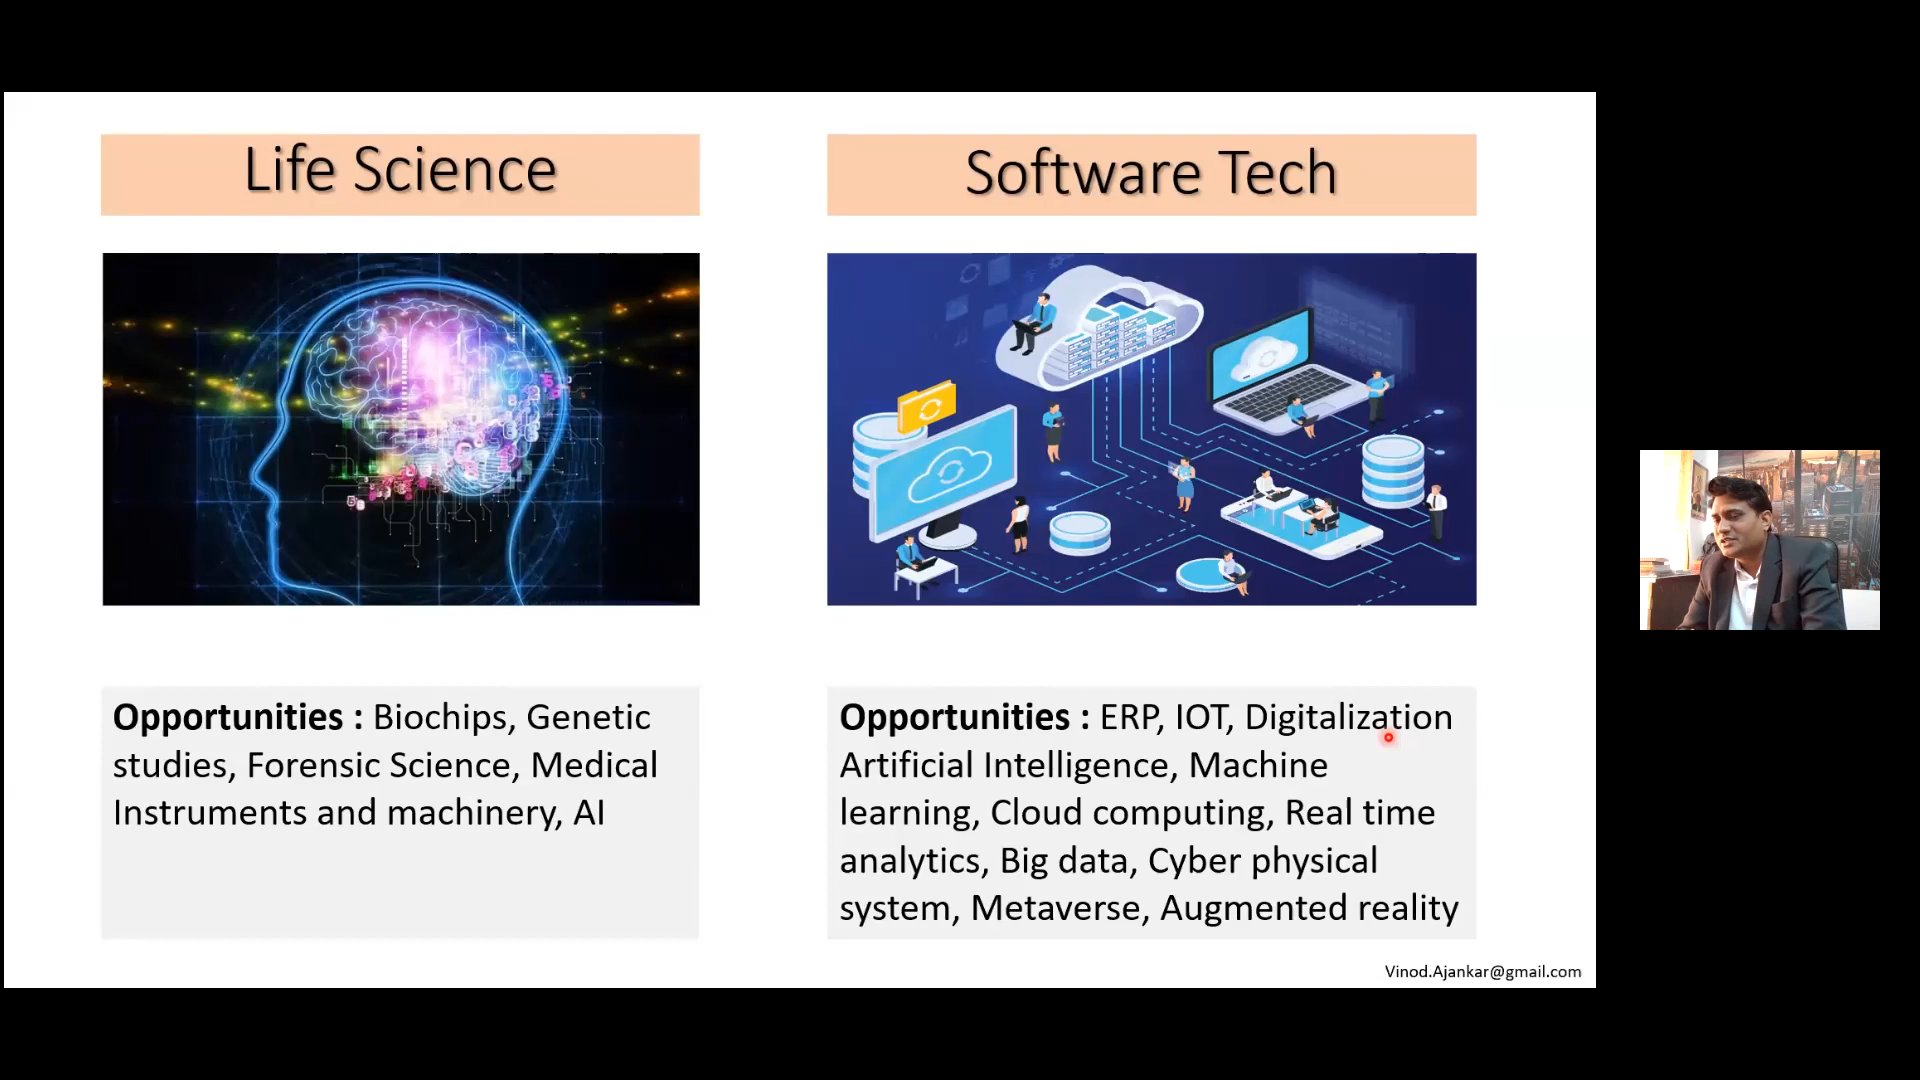 Life Science
Software Tech
Opportunities : Biochips, Genetic
studies, Forensic Science, Medical
Instruments and machinery, AI
Opportunities : ERP, IOT, Digitalization
Artificial Intelligence, Machine
learning, Cloud computing, Real time
analytics, Big data, Cyber physical
system, Metaverse, Augmented reality
Vinod.Ajankar@gmail.com